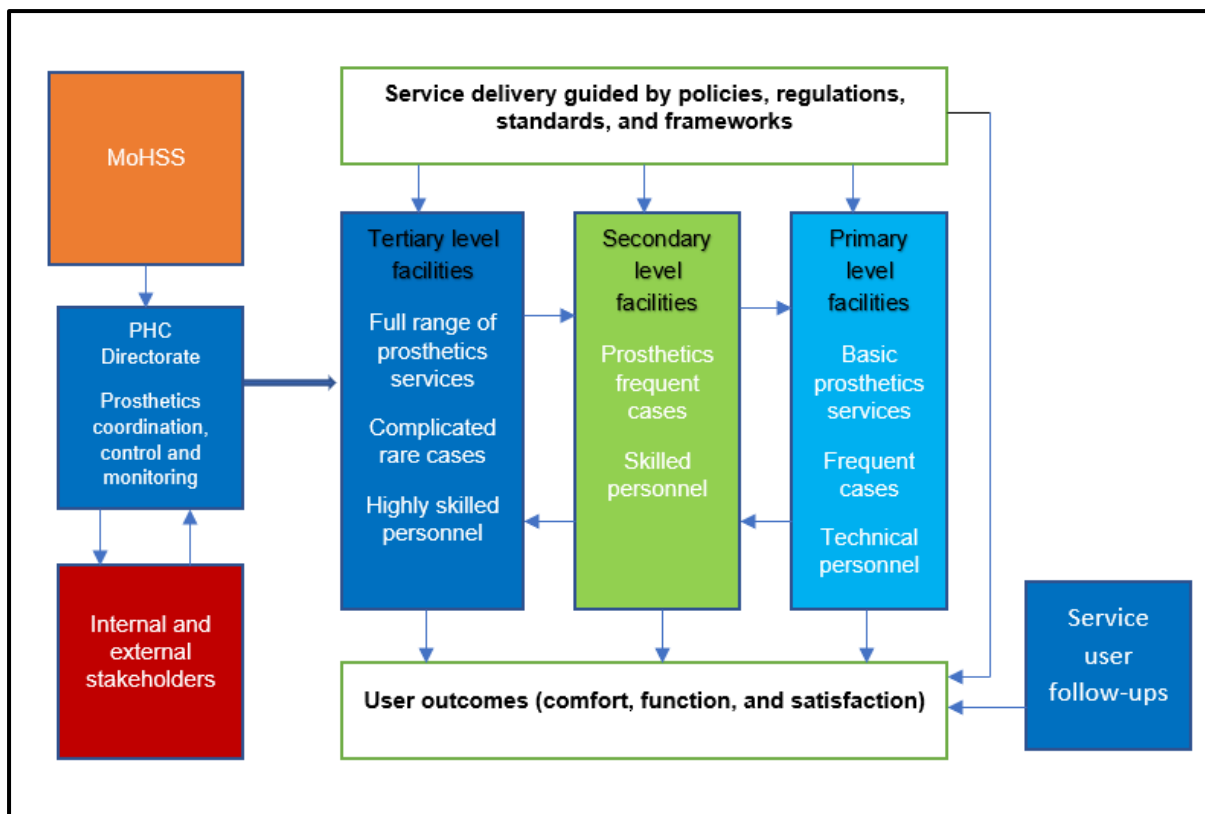 MoHSS
Service delivery guided by policies, regulations,
standards, and frameworks
PHC
Directorate
Prosthetics
coordination,
control and
monitoring
Internal and
external
stakeholders
Tertiary level
facilities
Full range of
prosthetics
services
Complicated
rare cases
Highly skilled
personnel
Secondary
level
facilities
Prosthetics
frequent
cases
Skilled
personnel
Primary
level
facilities
Basic
prosthetics
services
Frequent
cases
Technical
personnel
User outcomes (comfort, function, and satisfaction)
Service
user
follow-ups